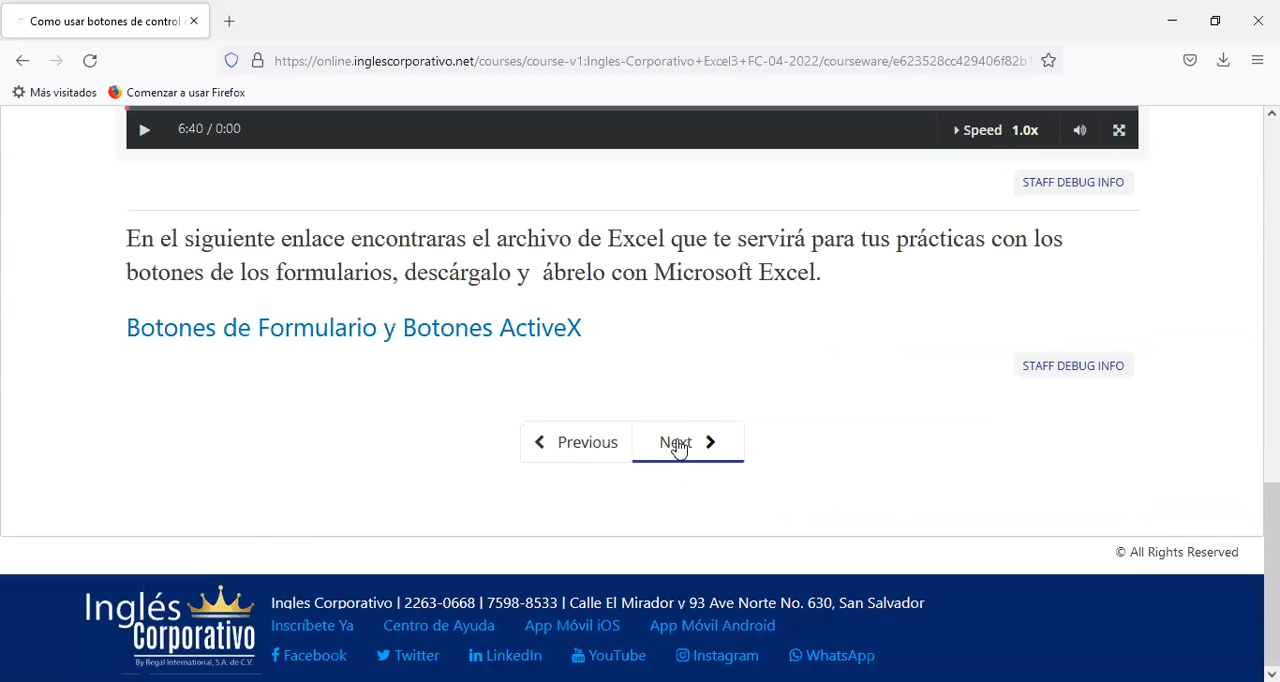 Como usar botones de control
https://online.inglescorporativo.net/courses/course-v1:Ingles-Corporativo+Excel3+FC-04-2022/courseware/e623528cc429406f82b1
Más visitados
Comenzar a usar Firefox
6:40 / 0:00
Speed 1.0x
STAFF DEBUG INFO
En el siguiente enlace encontraras el archivo de Excel que te servirá para tus prácticas con los
botones de los formularios, descárgalo y ábrelo con Microsoft Excel.
Botones de Formulario y Botones ActiveX
STAFF DEBUG INFO
Previous
Next
© All Rights Reserved
Inglés
Corporativo
By Regal International, S.A. de C.V.
Ingles Corporativo | 2263-0668 | 7598-8533 | Calle El Mirador y 93 Ave Norte No. 630, San Salvador
Inscríbete Ya Centro de Ayuda App Móvil iOS App Móvil Android
Facebook Twitter LinkedIn YouTube Instagram WhatsApp